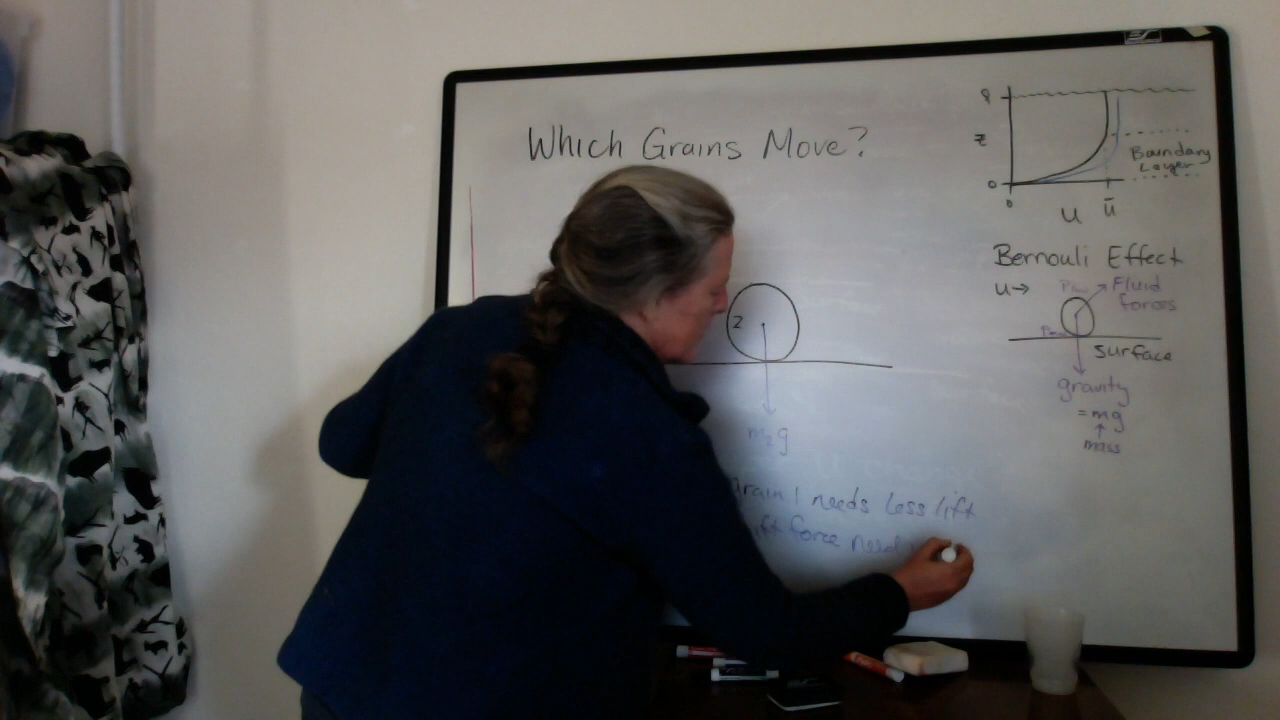 Which Grains Move?
2
m₂g
Grain 1 needs less lift
lift force need
z
0
0
u
ū
Boundary
Layer
Bernouli Effect
u→
Fluid
forces
surface
gravity
= mg
↑
mass